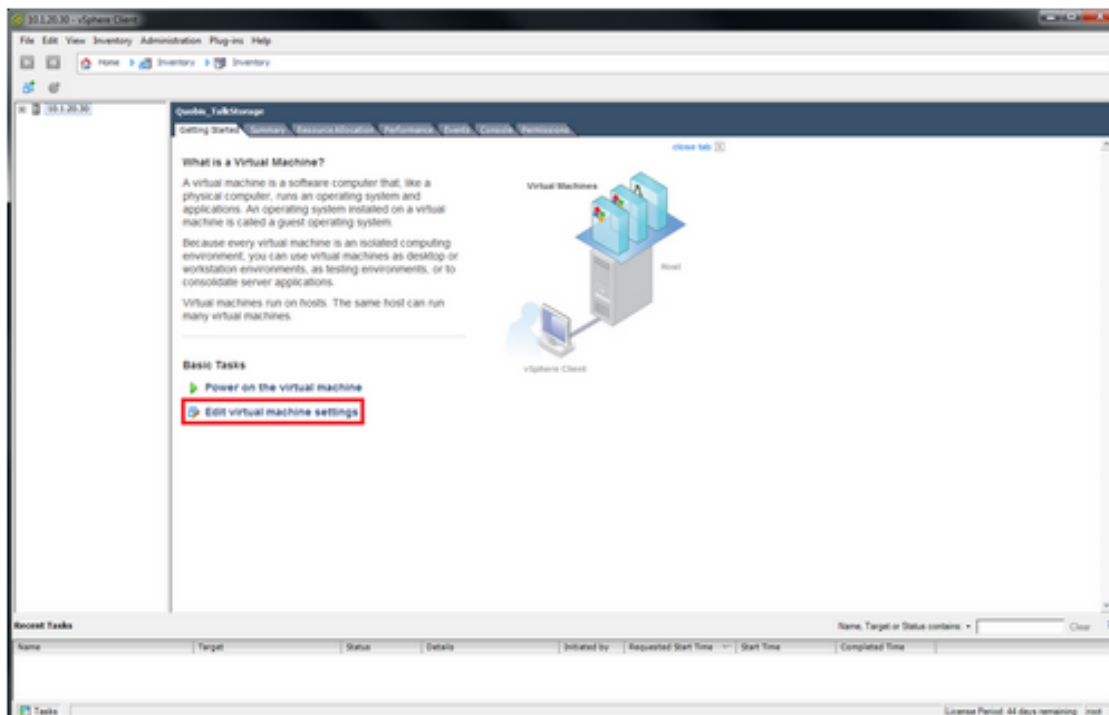 10.1.20.30 - vSphere Client
File Edit View Inventory Administration Plug-ins Help
Home Inventory Inventory
10.1.20.30
Quobis_TalkStorage
Getting Started Summary Resource Allocation Performance Events Console Permissions
close tab
What is a Virtual Machine?
A virtual machine is a software computer that, like a
physical computer, runs an operating system and
applications. An operating system installed on a virtual
machine is called a guest operating system.
Because every virtual machine is an isolated computing
environment, you can use virtual machines as desktop or
workstation environments, as testing environments, or to
consolidate server applications.
Virtual machines run on hosts. The same host can run
many virtual machines.
Basic Tasks
Power on the virtual machine
Edit virtual machine settings
Virtual Machines
Host
vSphere Client
Recent Tasks
Name, Target or Status contains: Clear
Name Target Status Details Initiated by Requested Start Time Start Time Completed Time
Tasks
License Period: 44 days remaining root